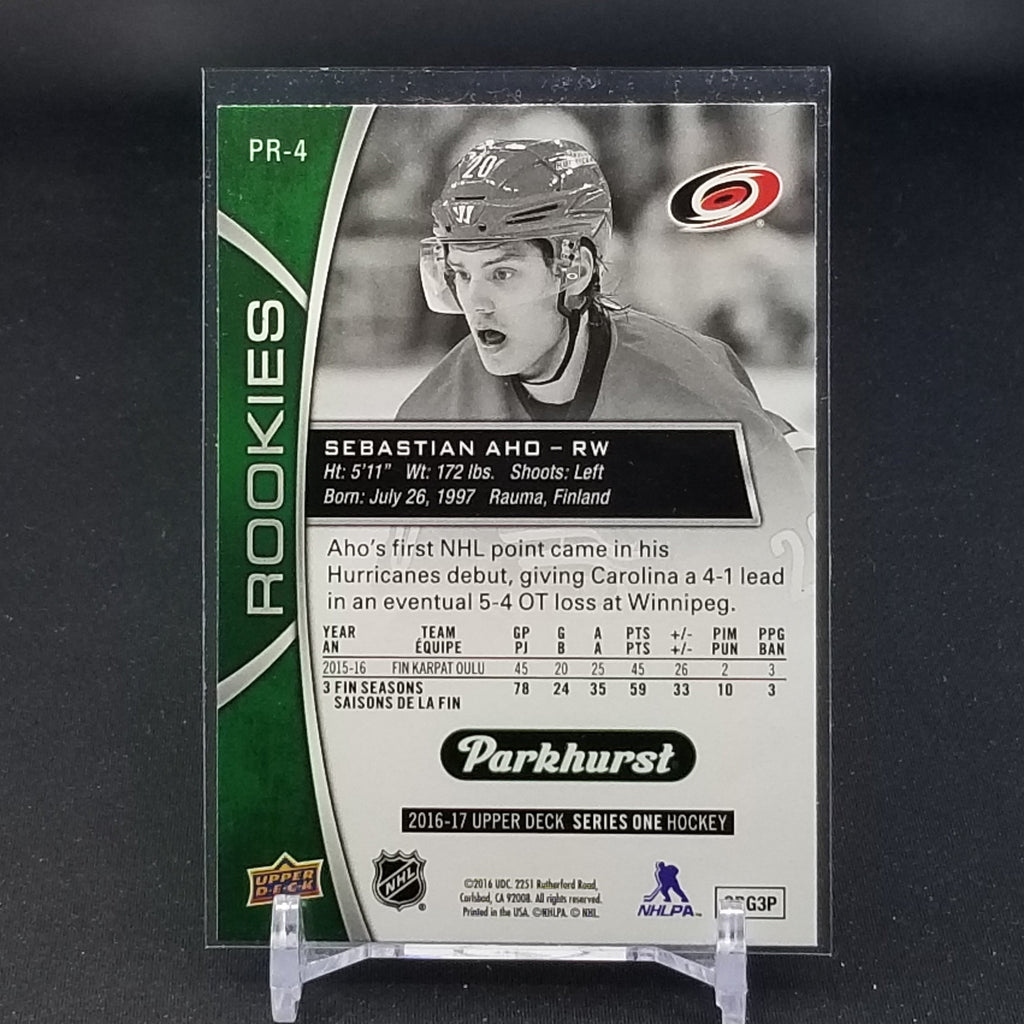 PR-4
20
ROOKIES
SEBASTIAN AHO – RW
Ht: 5'11" Wt: 172 lbs. Shoots: Left
Born: July 26, 1997 Rauma, Finland
Aho's first NHL point came in his
Hurricanes debut, giving Carolina a 4-1 lead
in an eventual 5-4 OT loss at Winnipeg.
YEAR TEAM GP G A PTS +/- PIM PPG
AN ÉQUIPE PJ B A PTS +/- PUN BAN
2015-16 FIN KARPAT OULU 45 20 25 45 26 2 3
3 FIN SEASONS 78 24 35 59 33 10 3
SAISONS DE LA FIN
Parkhurst
2016-17 UPPER DECK SERIES ONE HOCKEY
UPPER
D·E·C·K
NHL
©2016 UDC. 2251 Rutherford Road,
Carlsbad, CA 92008. All rights reserved.
Printed in the USA. ©NHLPA. © NHL.
NHLPA™